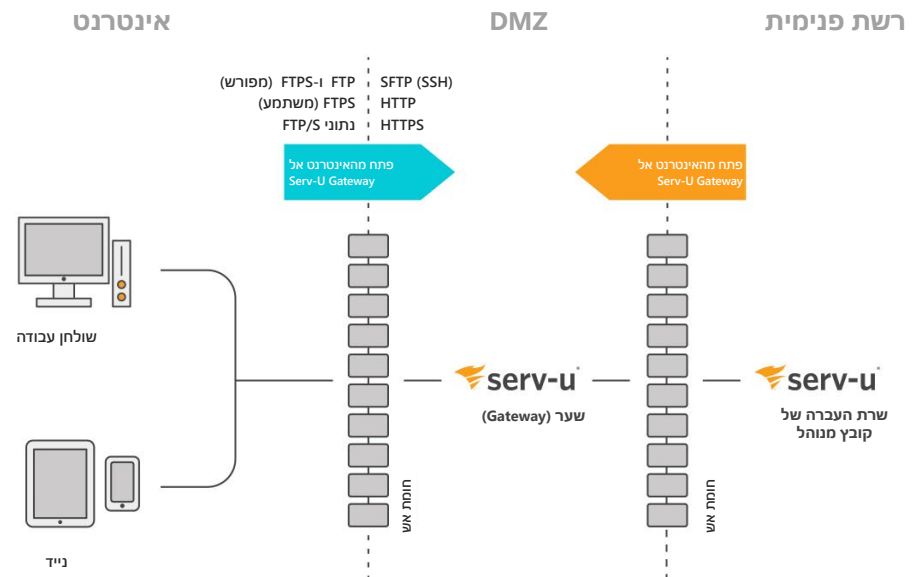 אינטרנט
DMZ
רשת פנימית
FTP ו-FTPS (מפורש)
FTPS (משתמע)
נתוני FTP/S
SFTP (SSH)
HTTP
HTTPS
פתח מהאינטרנט אל
Serv-U Gateway
פתח מהאינטרנט אל
Serv-U Gateway
שולחן עבודה
נייד
חומת אש
serv-u
שער (Gateway)
חומת אש
serv-u
שרת העברה של
קובץ מנוהל